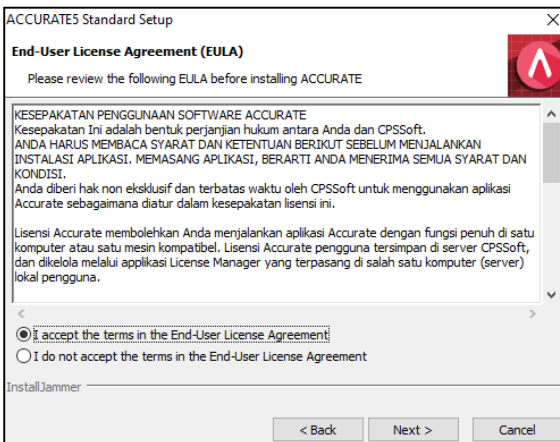 ACCURATE5 Standard Setup
End-User License Agreement (EULA)
Please review the following EULA before installing ACCURATE
KESEPAKATAN PENGGUNAAN SOFTWARE ACCURATE
Kesepakatan Ini adalah bentuk perjanjian hukum antara Anda dan CPSSoft.
ANDA HARUS MEMBACA SYARAT DAN KETENTUAN BERIKUT SEBELUM MENJALANKAN
INSTALASI APLIKASI. MEMASANG APLIKASI, BERARTI ANDA MENERIMA SEMUA SYARAT DAN
KONDISI.
Anda diberi hak non eksklusif dan terbatas waktu oleh CPSSoft untuk menggunakan aplikasi
Accurate sebagaimana diatur dalam kesepakatan lisensi ini.
Lisensi Accurate membolehkan Anda menjalankan aplikasi Accurate dengan fungsi penuh di satu
komputer atau satu mesin kompatibel. Lisensi Accurate pengguna tersimpan di server CPSSoft,
dan dikelola melalui applikasi License Manager yang terpasang di salah satu komputer (server)
lokal pengguna.
I accept the terms in the End-User License Agreement
I do not accept the terms in the End-User License Agreement
InstallJammer
< Back Next > Cancel